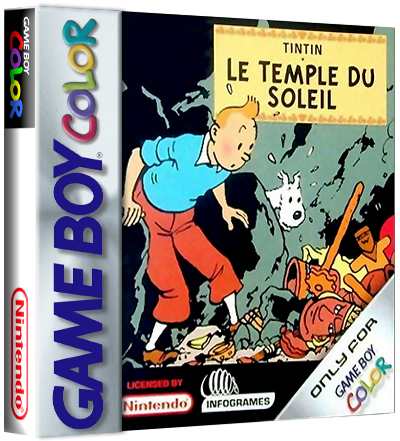 GAME BOY COLOR
Nintendo
GAME BOY COLOR
TINTIN
LE TEMPLE DU
SOLEIL
LICENSED BY
Nintendo
INFOGRAMES
ONLY FOR
GAME BOY
COLOR